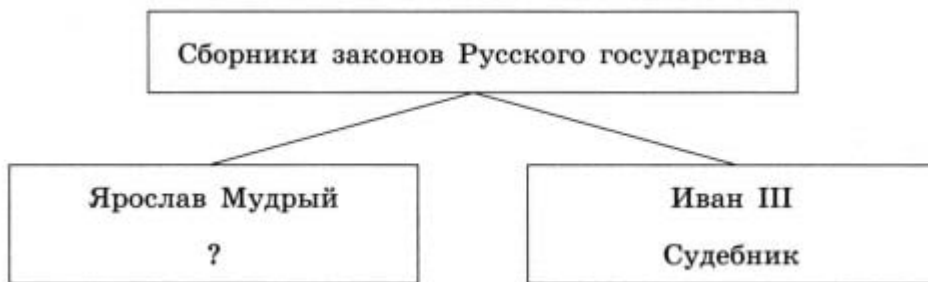 Сборники законов Русского государства
Ярослав Мудрый
?
Иван III
Судебник